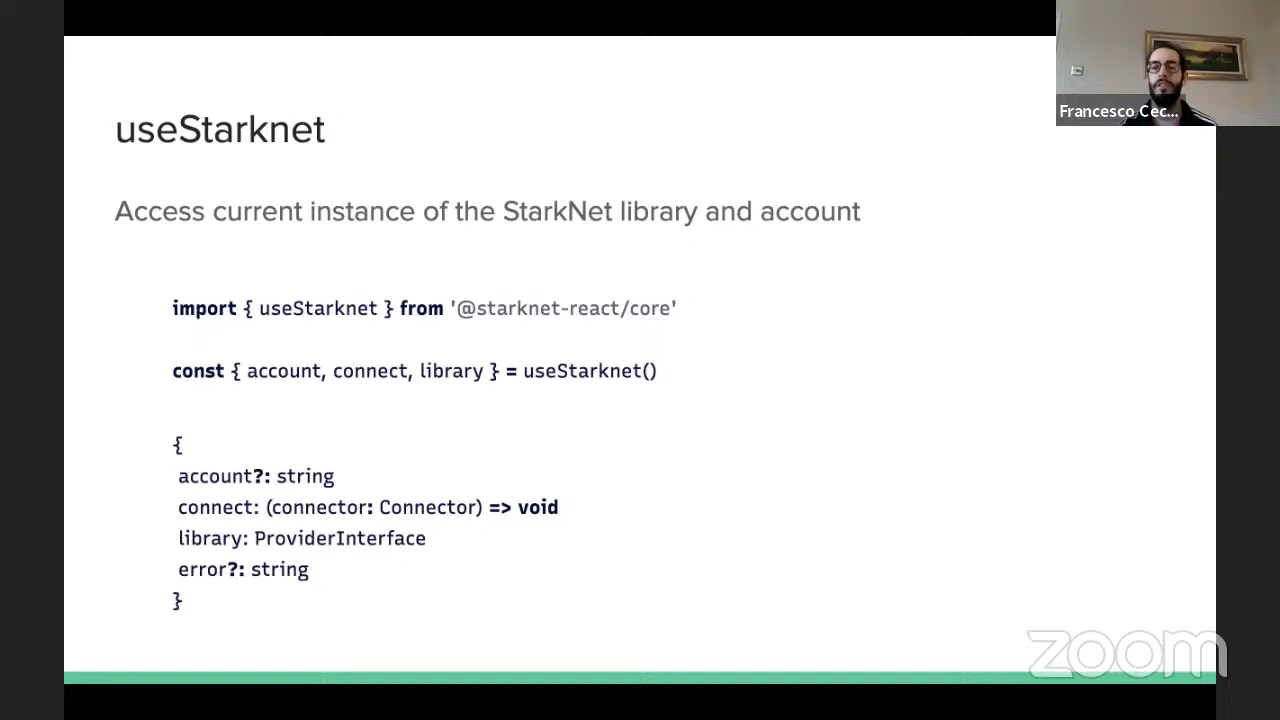 useStarknet
Access current instance of the StarkNet library and account
import { useStarknet } from '@starknet-react/core'
const { account, connect, library } = useStarknet()
{
account?: string
connect: (connector: Connector) => void
library: ProviderInterface
error?: string
}
Francesco Cec...
zoom